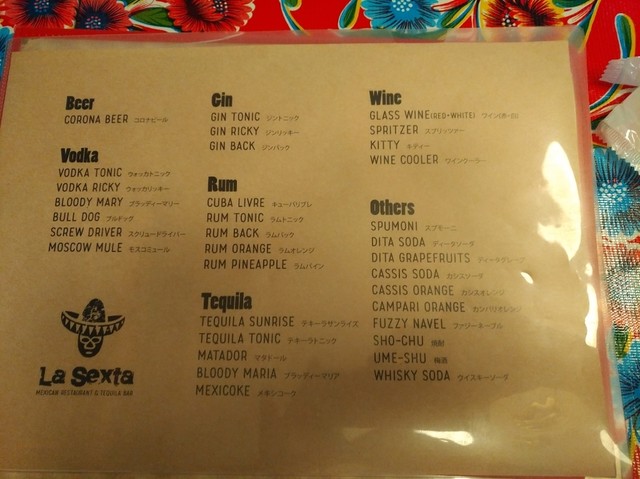 Beer
CORONA BEER コロナビール
Vodka
VODKA TONIC ウォッカトニック
VODKA RICKY ウォッカリッキー
BLOODY MARY ブラッディーマリー
BULL DOG ブルドッグ
SCREW DRIVER スクリュードライバー
MOSCOW MULE モスコミュール
La Sexta
MEXICAN RESTAURANT & TEQUILA BAR
Gin
GIN TONIC ジントニック
GIN RICKY ジンリッキー
GIN BACK ジンバック
Rum
CUBA LIVRE キューバリブレ
RUM TONIC ラムトニック
RUM BACK ラムバック
RUM ORANGE ラムオレンジ
RUM PINEAPPLE ラムパイン
Tequila
TEQUILA SUNRISE テキーラサンライズ
TEQUILA TONIC テキーラトニック
MATADOR マタドール
BLOODY MARIA ブラッディーマリア
MEXICOKE メキシコーク
Wine
GLASS WINE(RED・WHITE) ワイン(赤・白)
SPRITZER スプリッツァー
KITTY キティー
WINE COOLER ワインクーラー
Others
SPUMONI スプモーニ
DITA SODA ディータソーダ
DITA GRAPEFRUITS ディータグレープ
CASSIS SODA カシスソーダ
CASSIS ORANGE カシスオレンジ
CAMPARI ORANGE カンパリオレンジ
FUZZY NAVEL ファジーネーブル
SHO-CHU 焼酎
UME-SHU 梅酒
WHISKY SODA ウイスキーソーダ